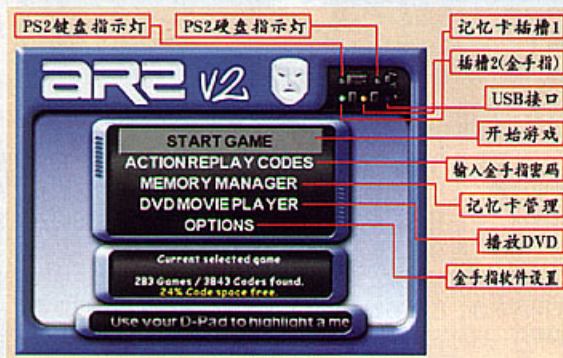 PS2键盘指示灯
PS2硬盘指示灯
记忆卡插槽1
插槽2(金手指)
USB接口
开始游戏
输入金手指密码
记忆卡管理
播放DVD
金手指软件设置
AR2 V2
START GAME
ACTION REPLAY CODES
MEMORY MANAGER
DVD MOVIE PLAYER
OPTIONS
Current selected game
283 Games / 3843 Codes found.
24% Code space free.
Use your D-Pad to highlight a me